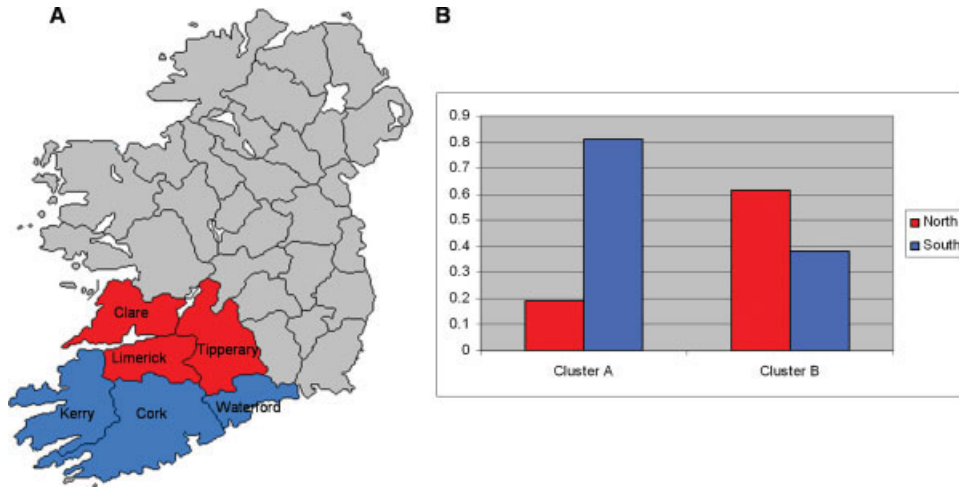 A
Clare
Limerick
Tipperary
Kerry
Cork
Waterford
B
0.9
0.8
0.7
0.6
0.5
0.4
0.3
0.2
0.1
0
Cluster A
Cluster B
North
South